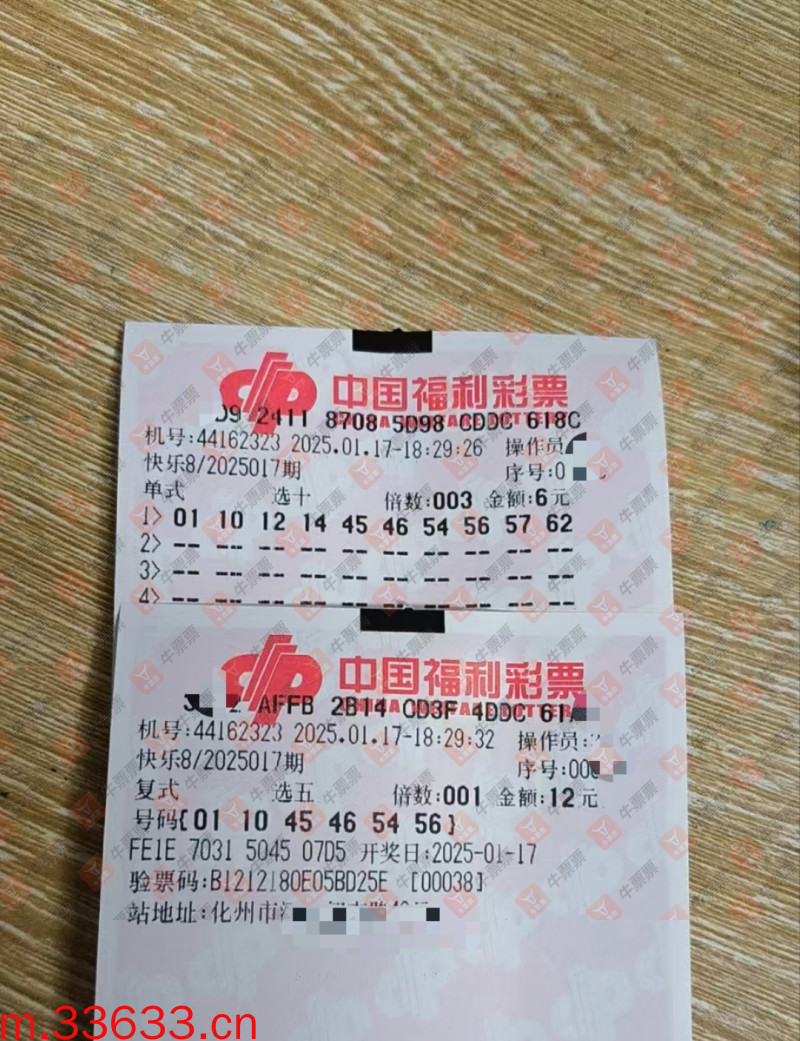 中国福利彩票
D9 2411 8708 5D98 CDDC 618C
机号:44162323 2025.01.17-18:29:26 操作员
快乐8/2025017期 序号:0
单式 选十 倍数:003 金额:6元
1> 01 10 12 14 45 46 54 56 57 62
2> -- -- -- -- -- -- -- -- -- --
3> -- -- -- -- -- -- -- -- -- --
4> -- -- -- -- -- -- -- -- -- --
中国福利彩票
AFFB 2B14 CD3F 4DDC 61
机号:44162323 2025.01.17-18:29:32 操作员:
快乐8/2025017期 序号:00
复式 选五 倍数:001 金额:12元
号码[01 10 45 46 54 56]
FE1E 7031 5045 07D5 开奖日:2025-01-17
验票码:B1212180E05BD25E [00038]
站地址:化州市
牛票票
m.33633.cn